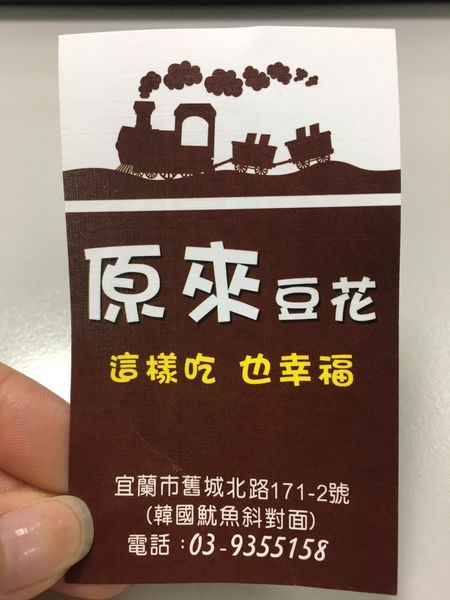 原來豆花
這樣吃 也幸福
宜蘭市舊城北路171-2號
(韓國魷魚斜對面)
電話：03-9355158